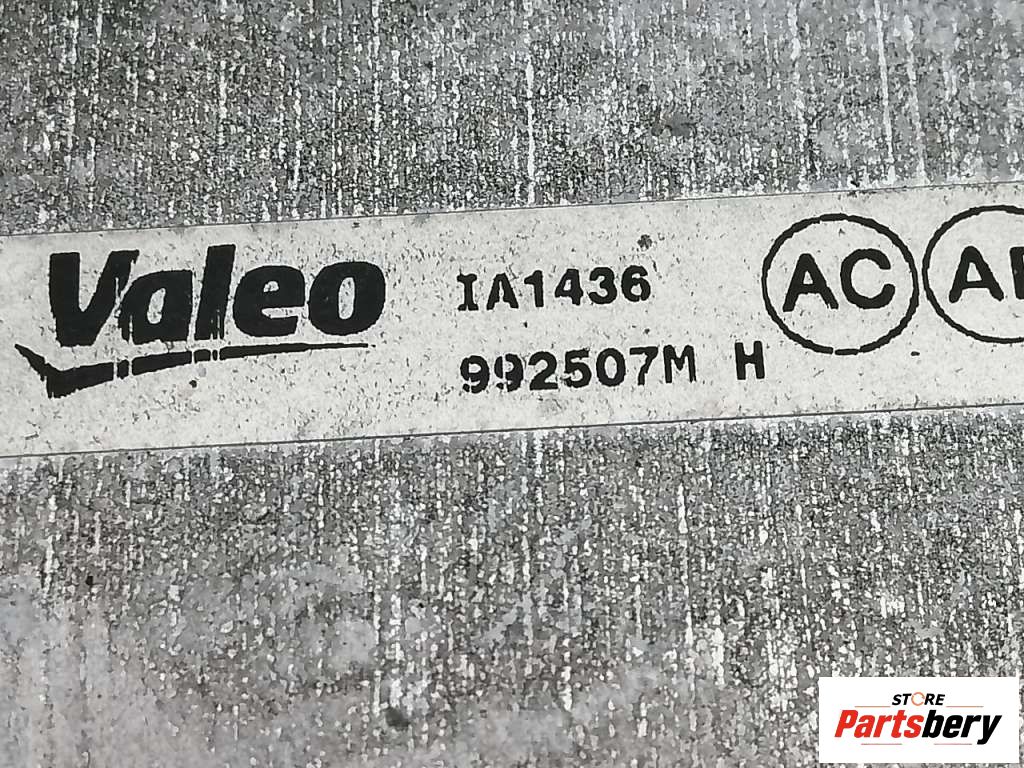 Valeo IA1436 AC
992507M H
STORE
Partsbery